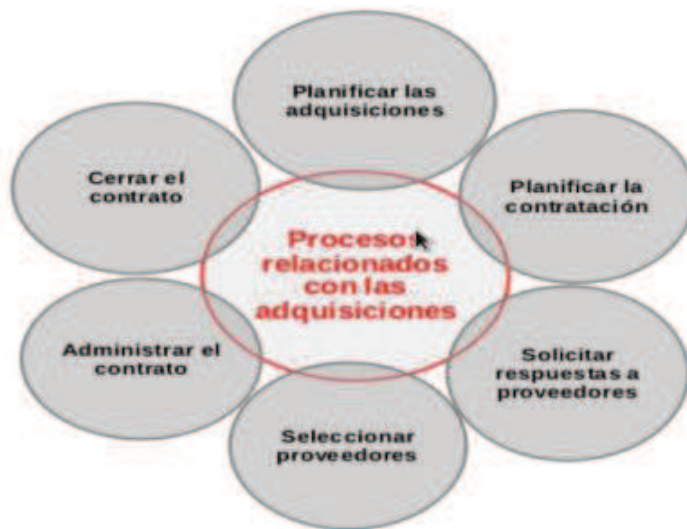 Planificar las
adquisiciones
Planificar la
contratación
Solicitar
respuestas a
proveedores
Seleccionar
proveedores
Administrar el
contrato
Cerrar el
contrato
Procesos
relacionados
con las
adquisiciones